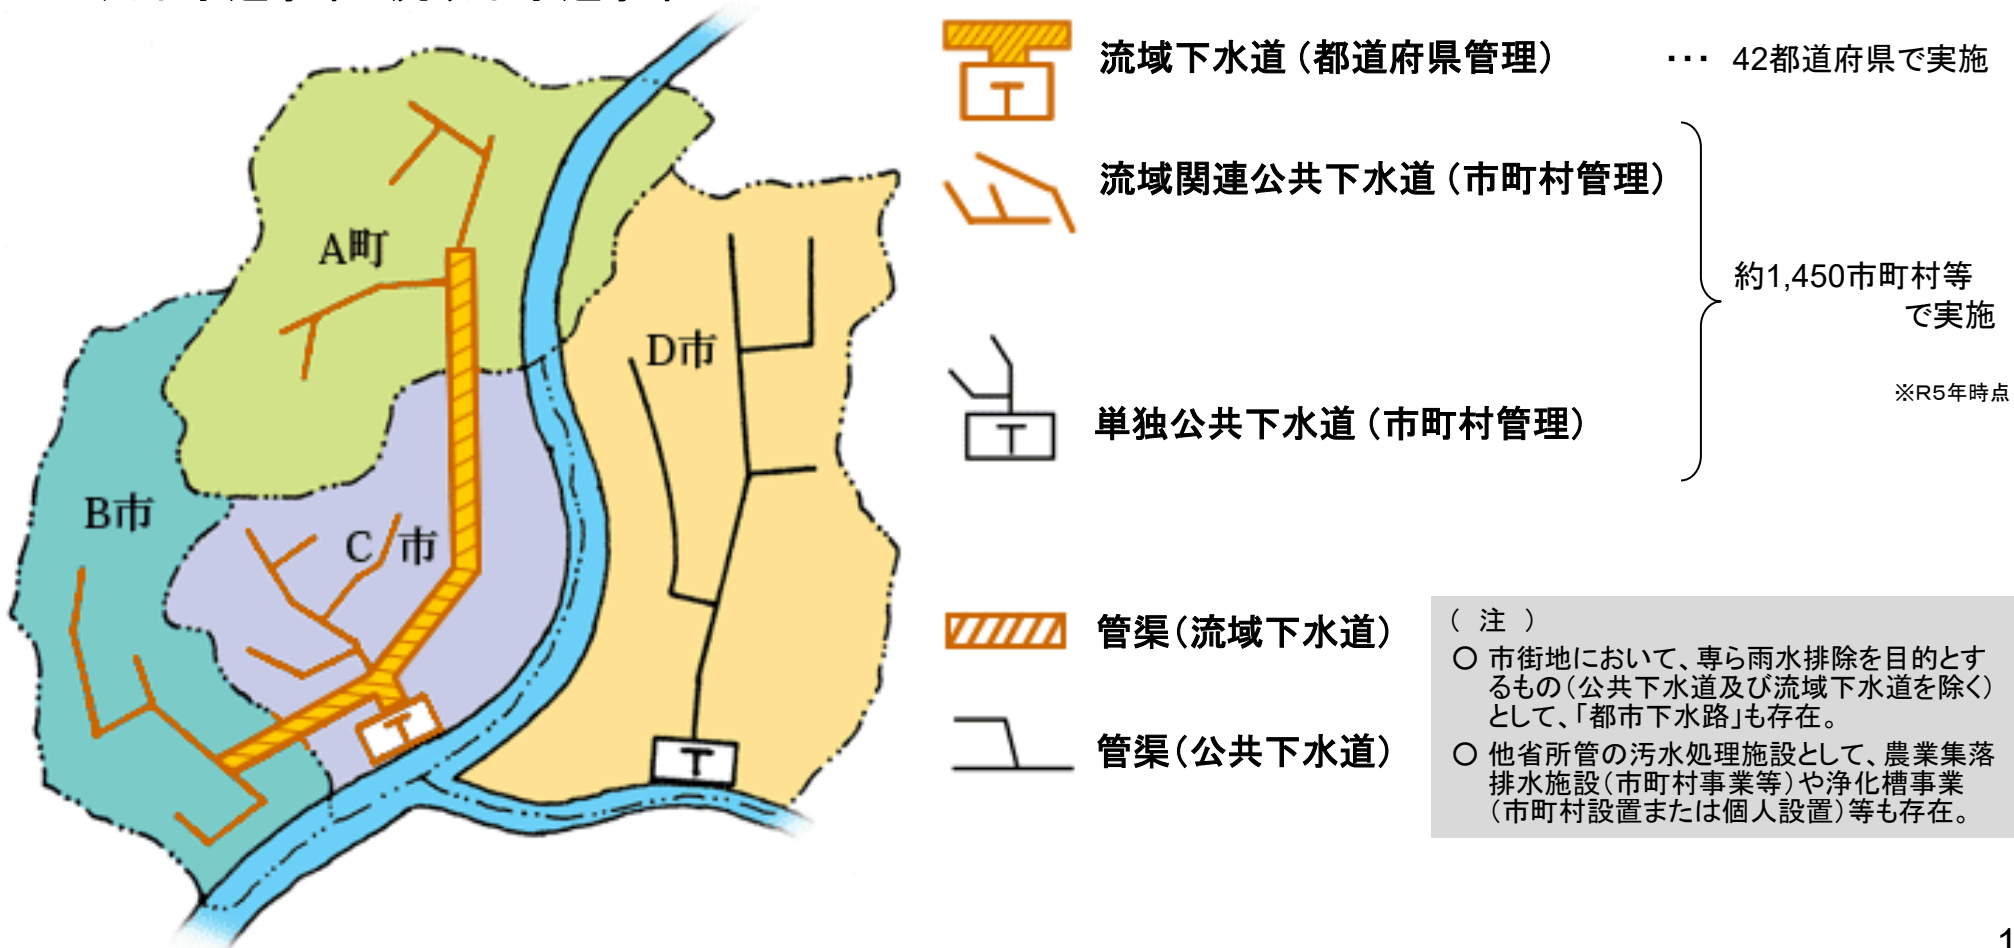 流域下水道（都道府県管理）　･･･ 42都道府県で実施
流域関連公共下水道（市町村管理）
約1,450市町村等
で実施
※R5年時点
単独公共下水道（市町村管理）
管渠（流域下水道）
管渠（公共下水道）
A町
B市
C市
D市
T
T
T
T
（ 注 ）
○ 市街地において、専ら雨水排除を目的とす
るもの（公共下水道及び流域下水道を除く）
として、「都市下水路」も存在。
○ 他省所管の汚水処理施設として、農業集落
排水施設（市町村事業等）や浄化槽事業
（市町村設置または個人設置）等も存在。
1